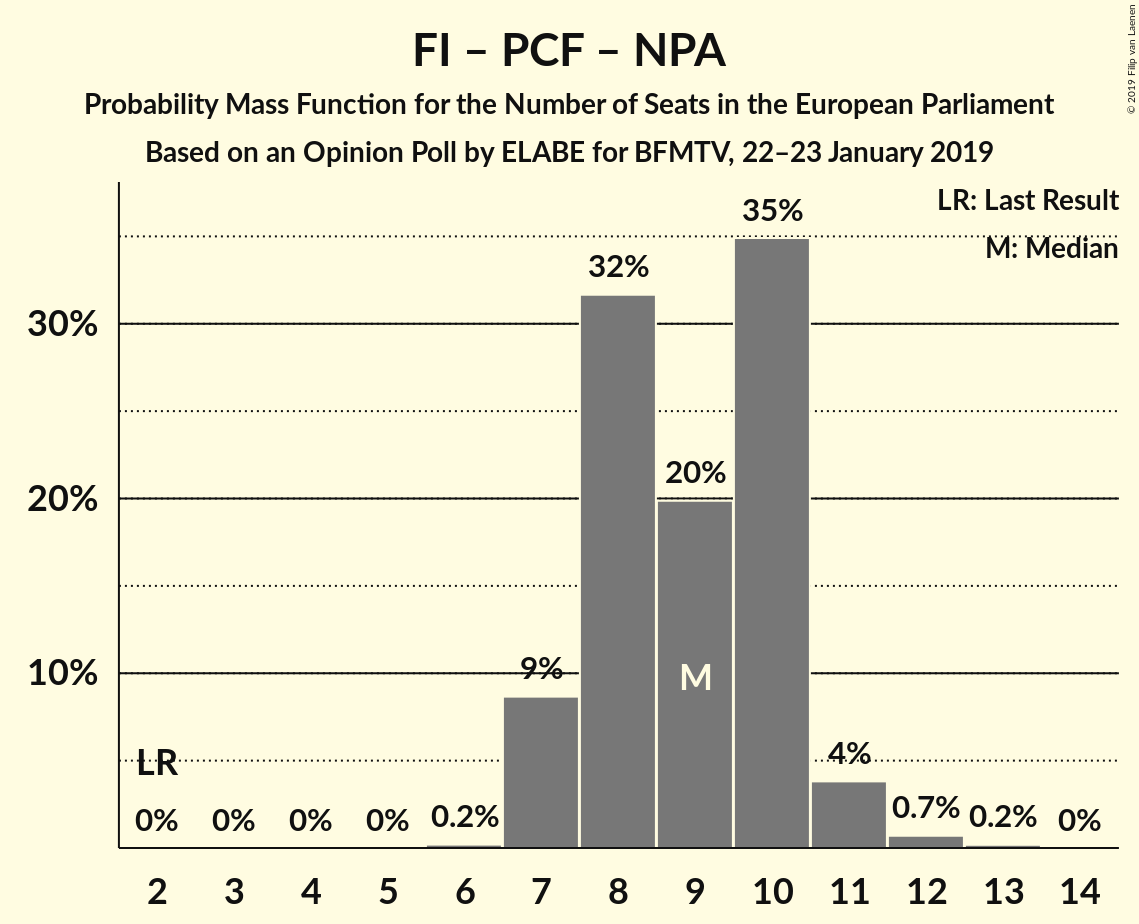 FI – PCF – NPA
Probability Mass Function for the Number of Seats in the European Parliament
Based on an Opinion Poll by ELABE for BFMTV, 22–23 January 2019
© 2019 Filip van Laenen
LR: Last Result
M: Median
35%
32%
30%
20%
20%
9%
10%
M
LR
4%
0%
0%
0%
0%
0.2%
0.7%
0.2%
0%
2 3 4 5 6 7 8 9 10 11 12 13 14